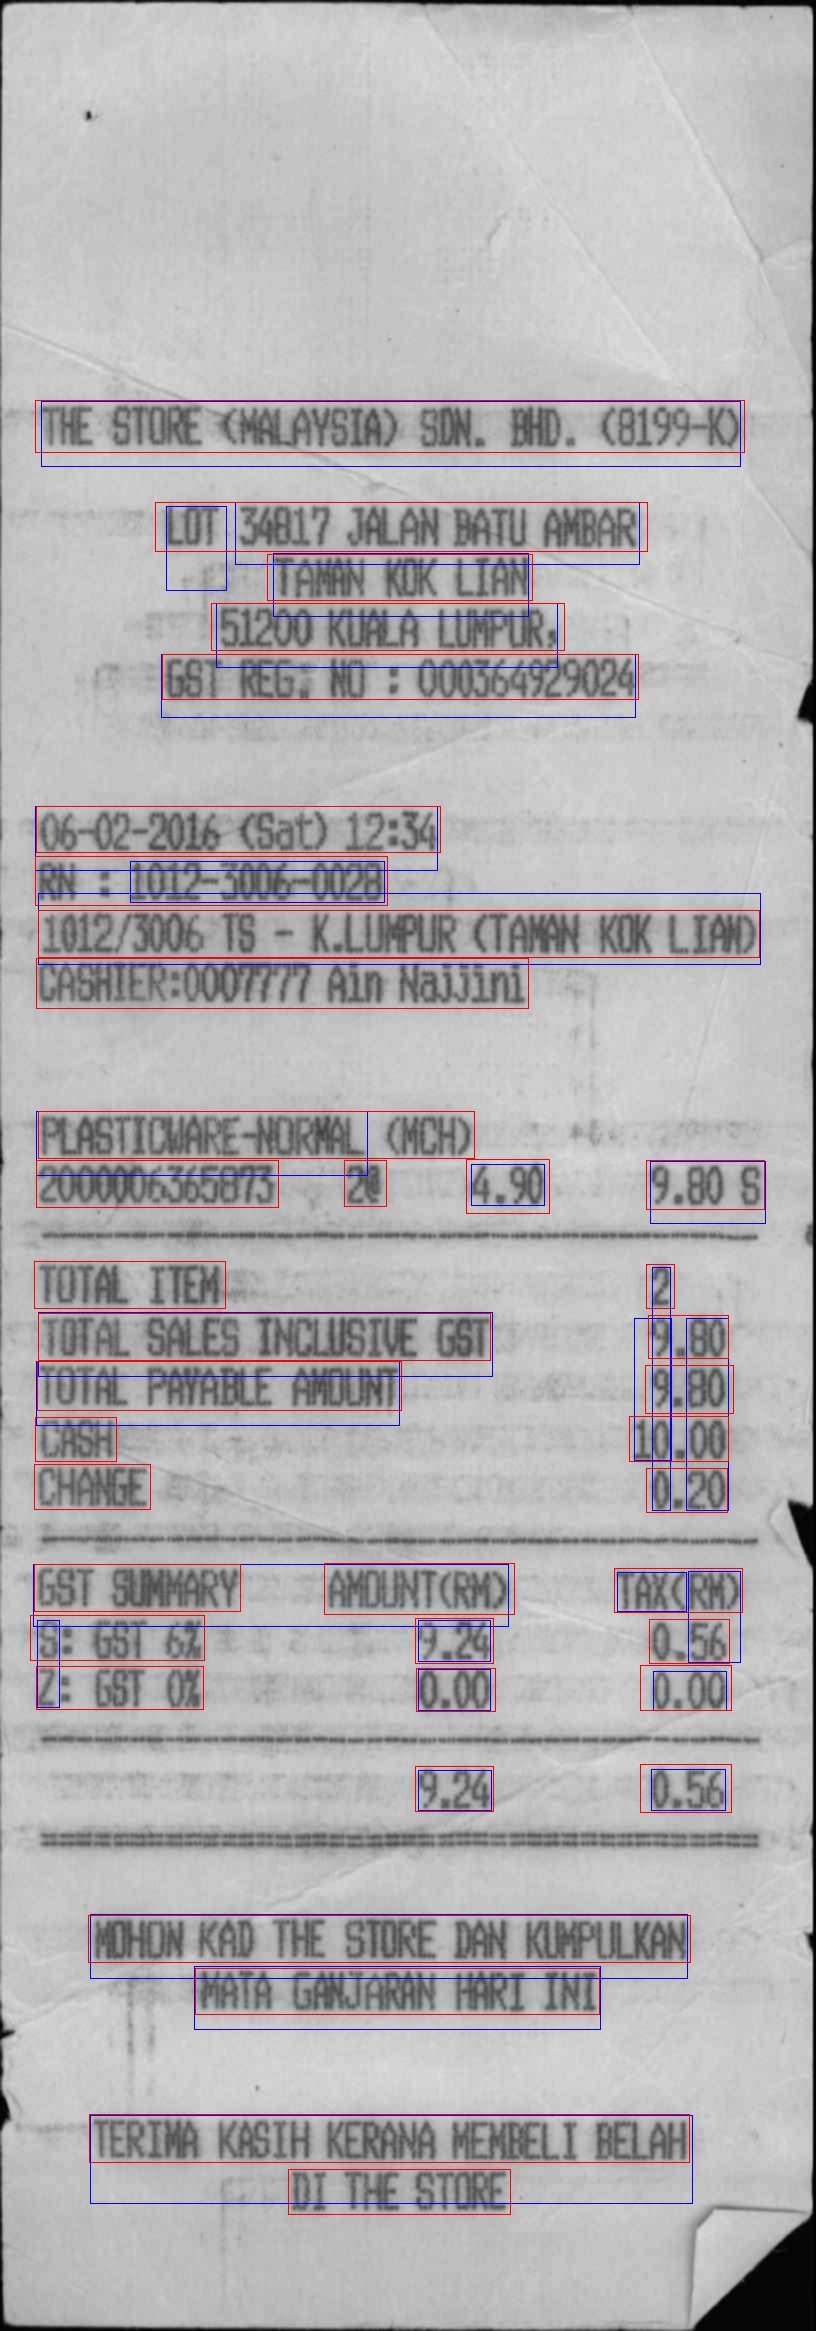 THE STORE (MALAYSIA) SDN. BHD. (8199-K)
LOT 34817 JALAN BATU AMBAR
TAMAN KOK LIAN
51200 KUALA LUMPUR,
GST REG. NO : 000364929024
06-02-2016 (Sat) 12:34
RN : 1012-3006-0028
1012/3006 TS - K.LUMPUR (TAMAN KOK LIAN)
CASHIER:0007777 Ain Najjini
PLASTICWARE-NORMAL (MCH)
2000006365873 2@ 4.90 9.80 S
TOTAL ITEM 2
TOTAL SALES INCLUSIVE GST 9.80
TOTAL PAYABLE AMOUNT 9.80
CASH 10.00
CHANGE 0.20
GST SUMMARY AMOUNT(RM) TAX(RM)
S: GST 6% 9.24 0.56
Z: GST 0% 0.00 0.00
9.24 0.56
MOHON KAD THE STORE DAN KUMPULKAN
MATA GANJARAN HARI INI
TERIMA KASIH KERANA MEMBELI BELAH
DI THE STORE